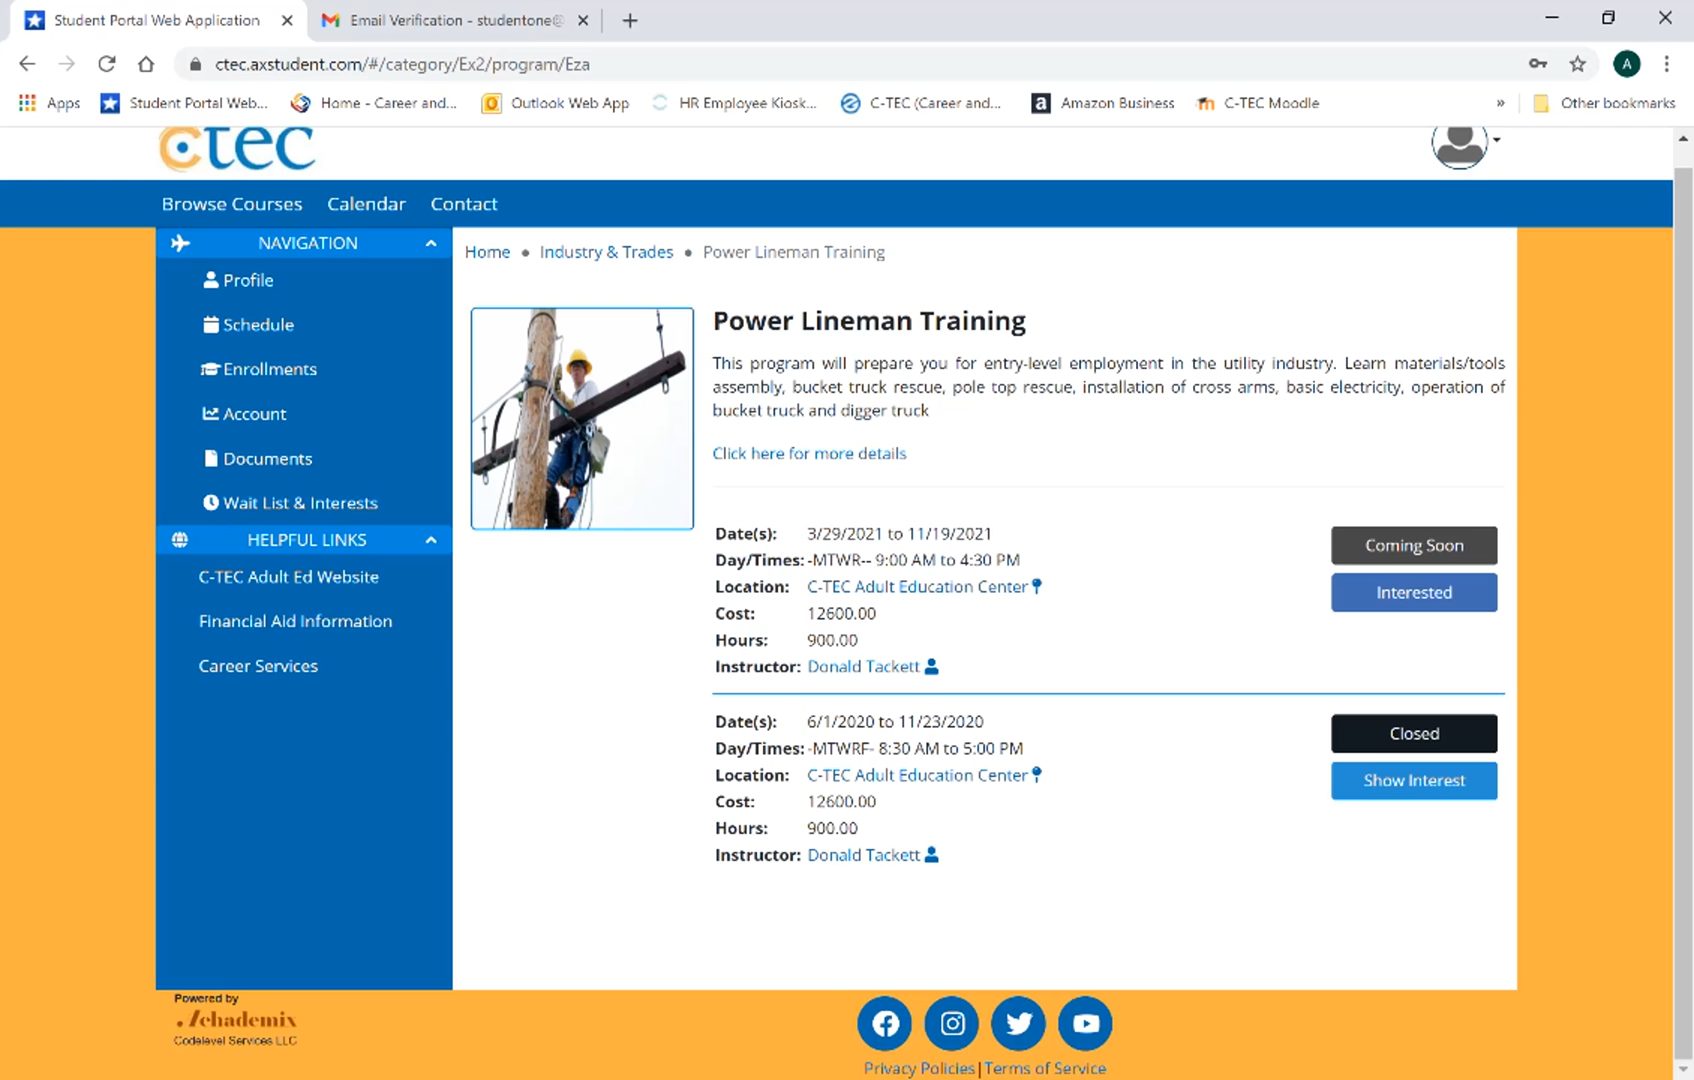 Student Portal Web Application
Email Verification - studentone@
ctec.axstudent.com/#/category/Ex2/program/Eza
A
Apps
Student Portal Web...
Home - Career and...
Outlook Web App
HR Employee Kiosk...
C-TEC (Career and...
Amazon Business
C-TEC Moodle
»
Other bookmarks
ctec
Browse Courses
Calendar
Contact
NAVIGATION
Profile
Schedule
Enrollments
Account
Documents
Wait List & Interests
HELPFUL LINKS
C-TEC Adult Ed Website
Financial Aid Information
Career Services
Home • Industry & Trades • Power Lineman Training
Power Lineman Training
This program will prepare you for entry-level employment in the utility industry. Learn materials/tools
assembly, bucket truck rescue, pole top rescue, installation of cross arms, basic electricity, operation of
bucket truck and digger truck
Click here for more details
Date(s): 3/29/2021 to 11/19/2021
Day/Times: -MTWR-- 9:00 AM to 4:30 PM
Location: C-TEC Adult Education Center
Cost: 12600.00
Hours: 900.00
Instructor: Donald Tackett
Coming Soon
Interested
Date(s): 6/1/2020 to 11/23/2020
Day/Times: -MTWRF- 8:30 AM to 5:00 PM
Location: C-TEC Adult Education Center
Cost: 12600.00
Hours: 900.00
Instructor: Donald Tackett
Closed
Show Interest
Powered by
Achademix
Codelevel Services LLC
Privacy Policies|Terms of Service